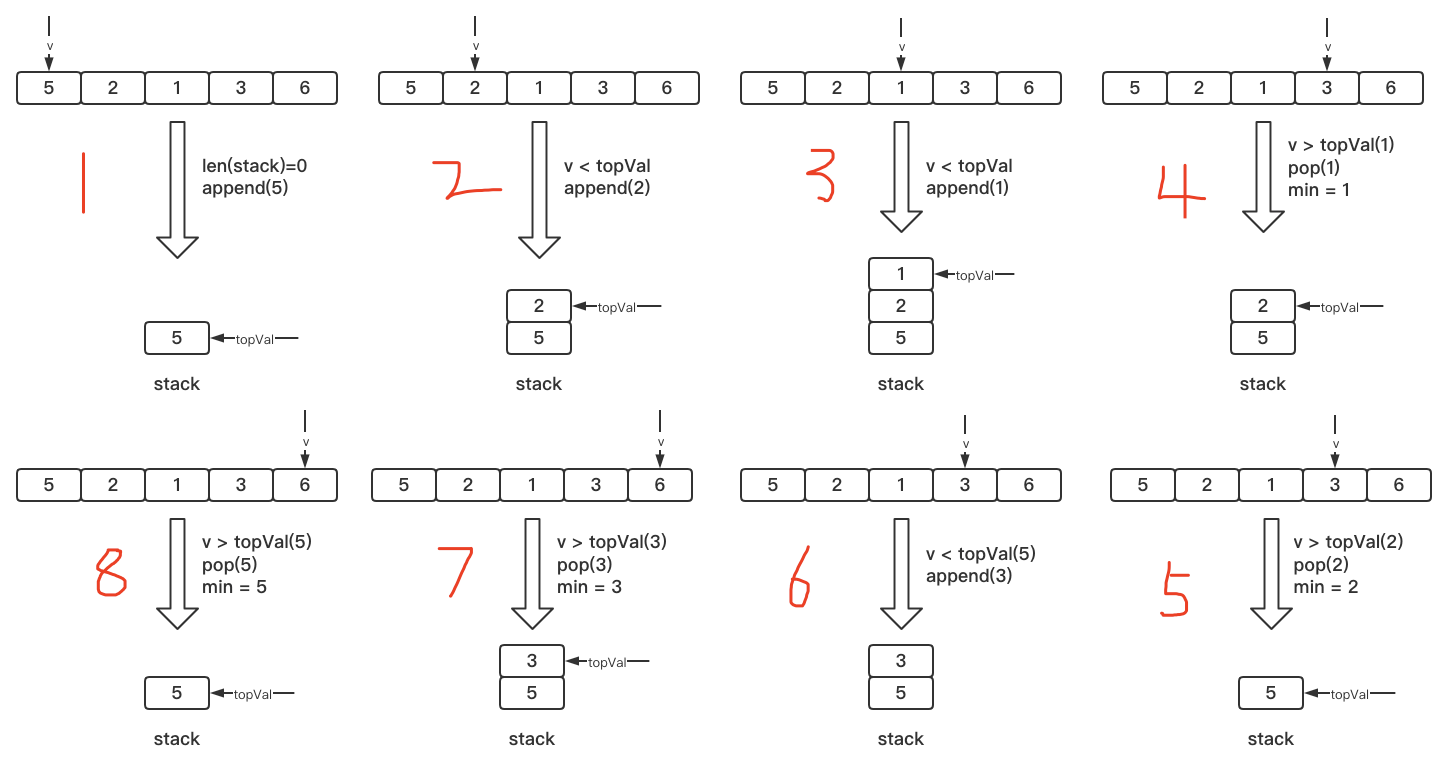 v
5 2 1 3 6
1
len(stack)=0
append(5)
5
topVal
stack
v
5 2 1 3 6
2
v < topVal
append(2)
2
topVal
5
stack
v
5 2 1 3 6
3
v < topVal
append(1)
1
topVal
2
5
stack
v
5 2 1 3 6
4
v > topVal(1)
pop(1)
min = 1
2
topVal
5
stack
v
5 2 1 3 6
8
v > topVal(5)
pop(5)
min = 5
5
topVal
stack
v
5 2 1 3 6
7
v > topVal(3)
pop(3)
min = 3
3
topVal
5
stack
v
5 2 1 3 6
6
v < topVal(5)
append(3)
3
5
stack
v
5 2 1 3 6
5
v > topVal(2)
pop(2)
min = 2
5
topVal
stack